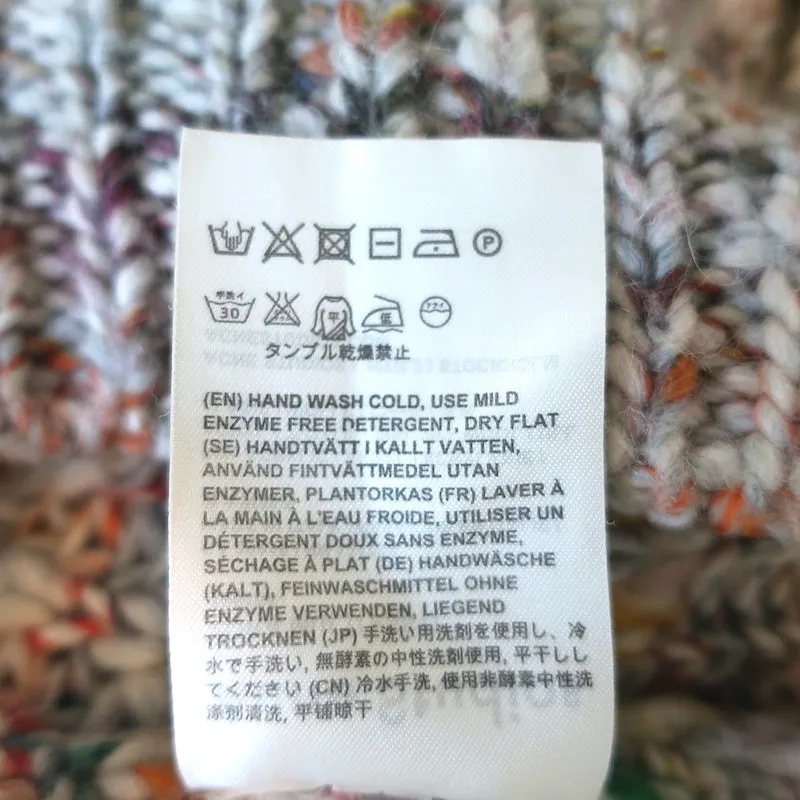 P
手洗イ
30
平
低
ドライ
タンブル乾燥禁止
(EN) HAND WASH COLD, USE MILD
ENZYME FREE DETERGENT, DRY FLAT
(SE) HANDTVÄTT I KALLT VATTEN,
ANVÄND FINTVÄTTMEDEL UTAN
ENZYMER, PLANTORKAS (FR) LAVER À
LA MAIN À L'EAU FROIDE, UTILISER UN
DÉTERGENT DOUX SANS ENZYME,
SÉCHAGE À PLAT (DE) HANDWÄSCHE
(KALT), FEINWASCHMITTEL OHNE
ENZYME VERWENDEN, LIEGEND
TROCKNEN (JP) 手洗い用洗剤を使用し、冷
水で手洗い, 無酵素の中性洗剤使用, 平干しし
てください (CN) 冷水手洗, 使用非酵素中性洗
涤剂清洗, 平铺晾干